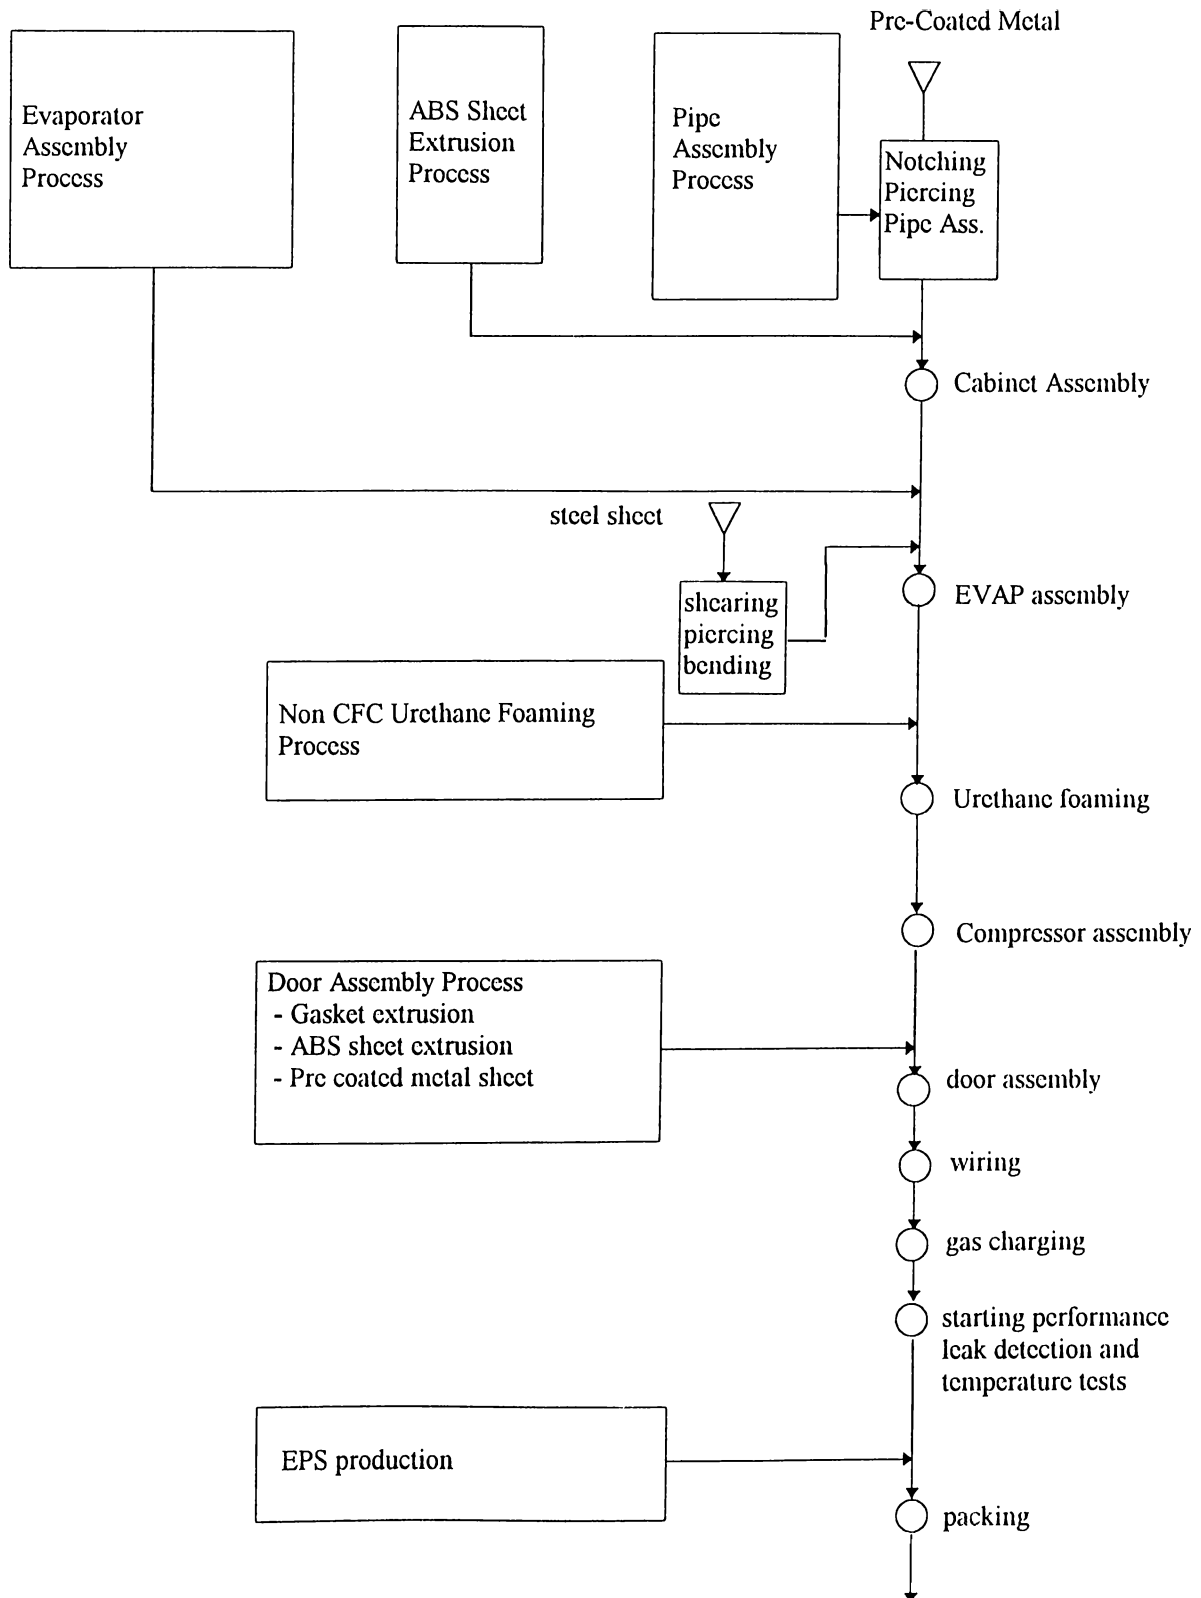 Pre-Coated Metal
Evaporator
Assembly
Process
ABS Sheet
Extrusion
Process
Pipe
Assembly
Process
Notching
Piercing
Pipe Ass.
Cabinet Assembly
steel sheet
EVAP assembly
shearing
piercing
bending
Non CFC Urethane Foaming
Process
Urethane foaming
Compressor assembly
Door Assembly Process
- Gasket extrusion
- ABS sheet extrusion
- Pre coated metal sheet
door assembly
wiring
gas charging
starting performance
leak detection and
temperature tests
EPS production
packing